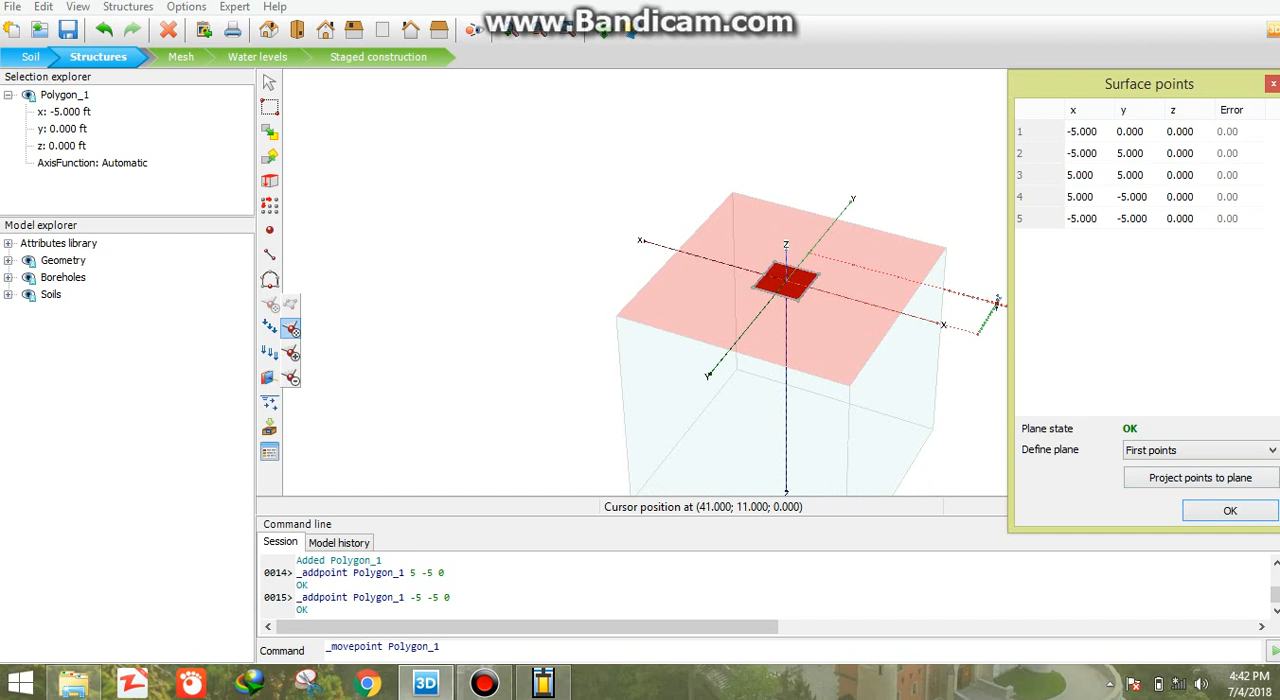 File Edit View Structures Options Expert Help
www.Bandicam.com
Soil Structures Mesh Water levels Staged construction
Selection explorer
Polygon_1
x: -5.000 ft
y: 0.000 ft
z: 0.000 ft
AxisFunction: Automatic
Model explorer
Attributes library
Geometry
Boreholes
Soils
Y
X
Z
X
Y
Z
Surface points
x y z Error
1 -5.000 0.000 0.000 0.00
2 -5.000 5.000 0.000 0.00
3 5.000 5.000 0.000 0.00
4 5.000 -5.000 0.000 0.00
5 -5.000 -5.000 0.000 0.00
Plane state OK
Define plane First points
Project points to plane
OK
Cursor position at (41.000; 11.000; 0.000)
Command line
Session Model history
Added Polygon_1
0014> _addpoint Polygon_1 5 -5 0
OK
0015> _addpoint Polygon_1 -5 -5 0
OK
Command _movepoint Polygon_1
3D
4:42 PM
7/4/2018